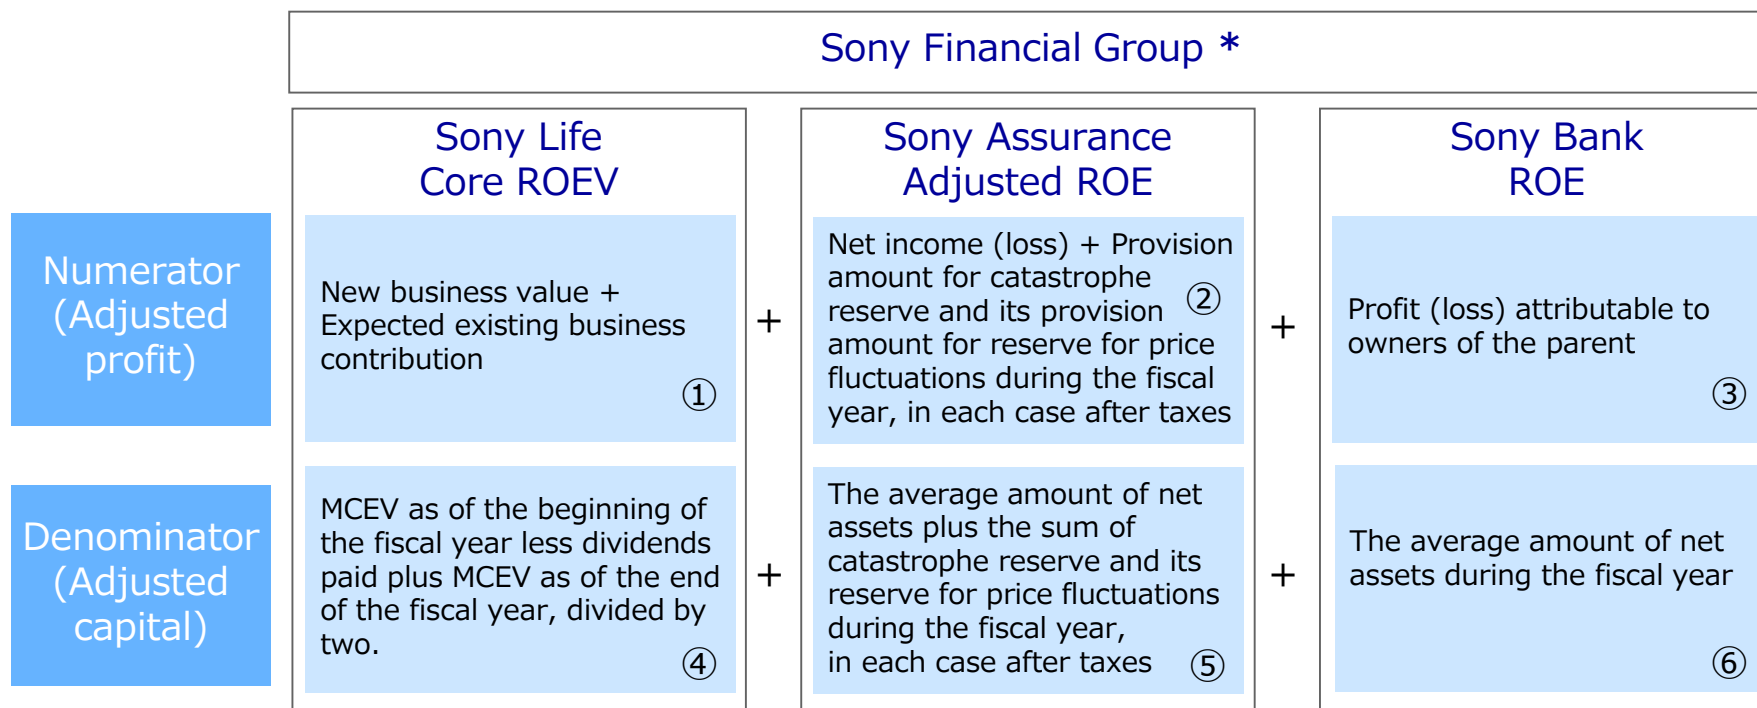 Sony Financial Group *
Sony Life
Core ROEV
Sony Assurance
Adjusted ROE
Sony Bank
ROE
Numerator
(Adjusted
profit)
New business value +
Expected existing business
contribution
①
+
Net income (loss) + Provision
amount for catastrophe
reserve and its provision
amount for reserve for price
fluctuations during the fiscal
year, in each case after taxes
②
+
Profit (loss) attributable to
owners of the parent
③
Denominator
(Adjusted
capital)
MCEV as of the beginning of
the fiscal year less dividends
paid plus MCEV as of the end
of the fiscal year, divided by
two.
④
+
The average amount of net
assets plus the sum of
catastrophe reserve and its
reserve for price fluctuations
during the fiscal year,
in each case after taxes
⑤
+
The average amount of net
assets during the fiscal year
⑥